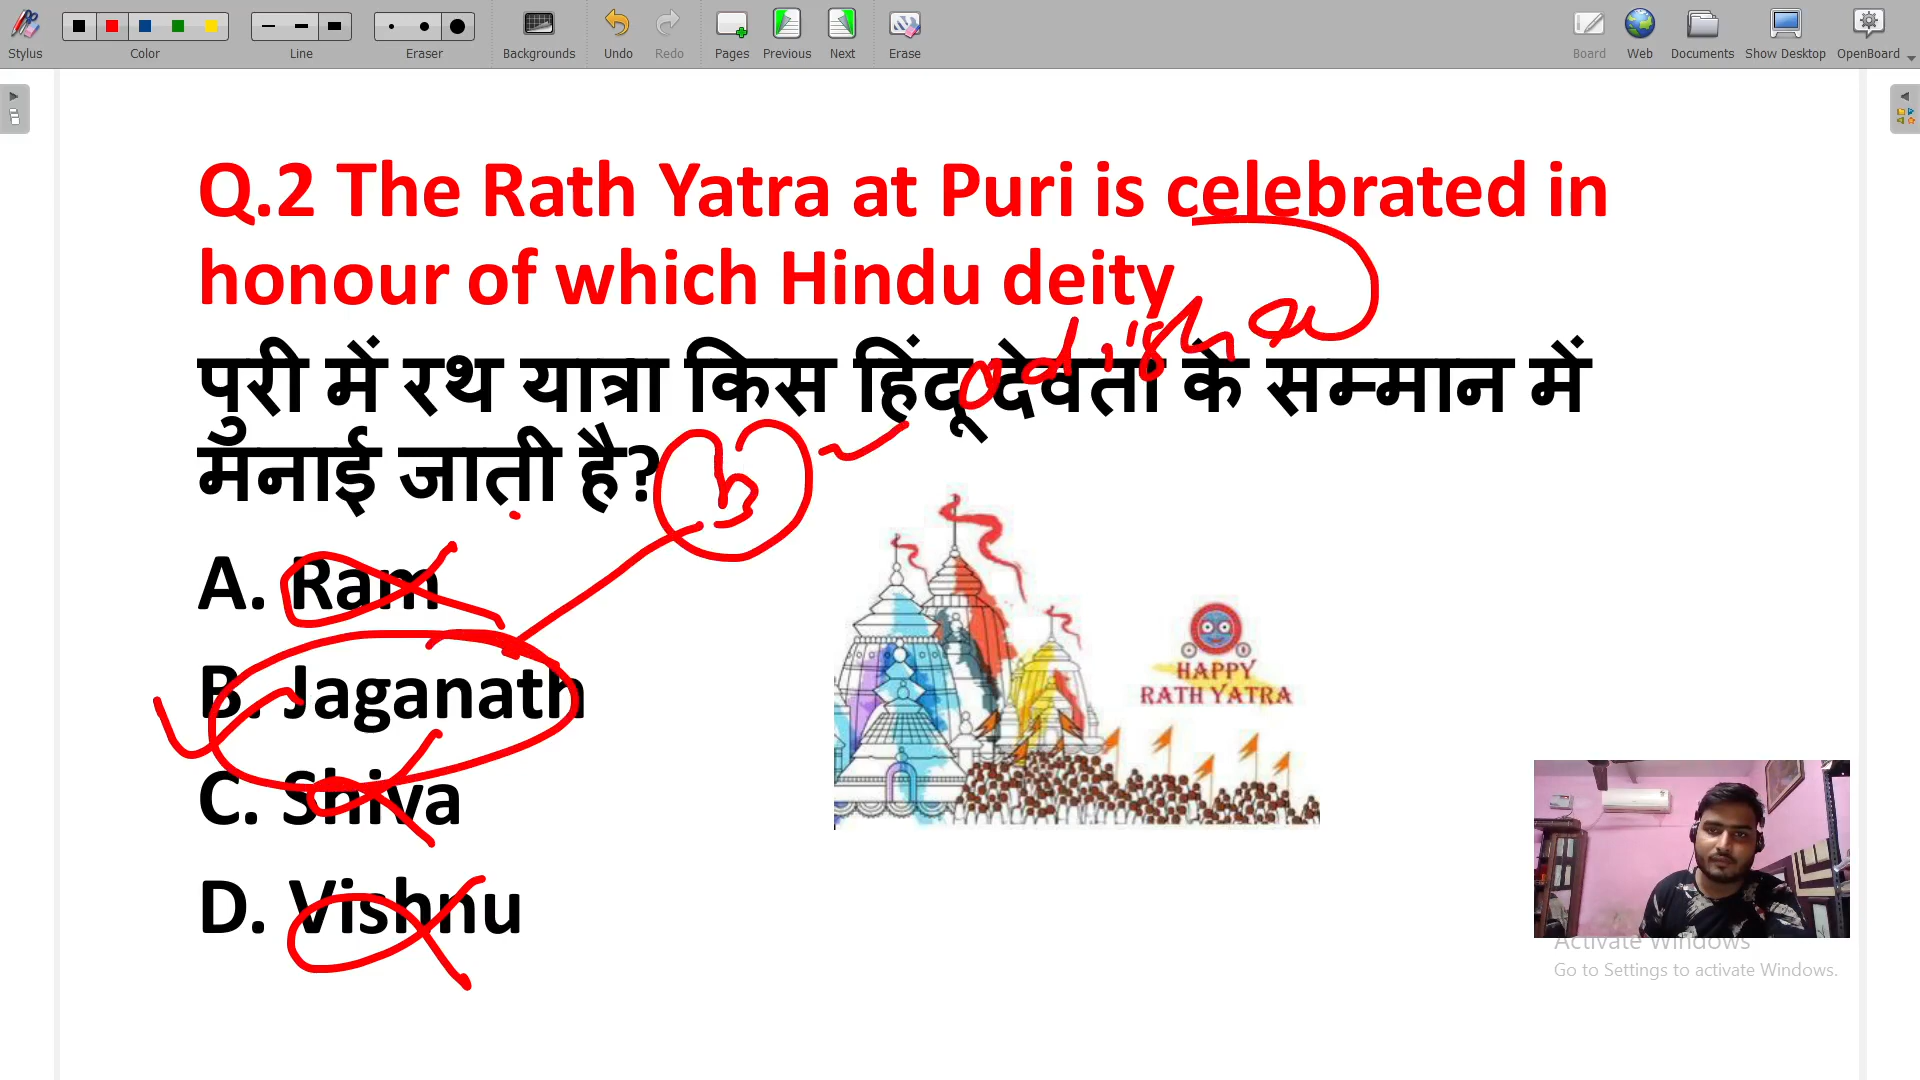 Stylus
Color
Line
Eraser
Backgrounds
Undo
Redo
Pages
Previous
Next
Erase
Board
Web
Documents
Show Desktop
OpenBoard
Q.2 The Rath Yatra at Puri is celebrated in
honour of which Hindu deity
odisha
पुरी में रथ यात्रा किस हिंदू देवता के सम्मान में
मनाई जाती है?
b
A. Ram
B. Jaganath
C. Shiva
D. Vishnu
HAPPY
RATH YATRA
Activate Windows
Go to Settings to activate Windows.